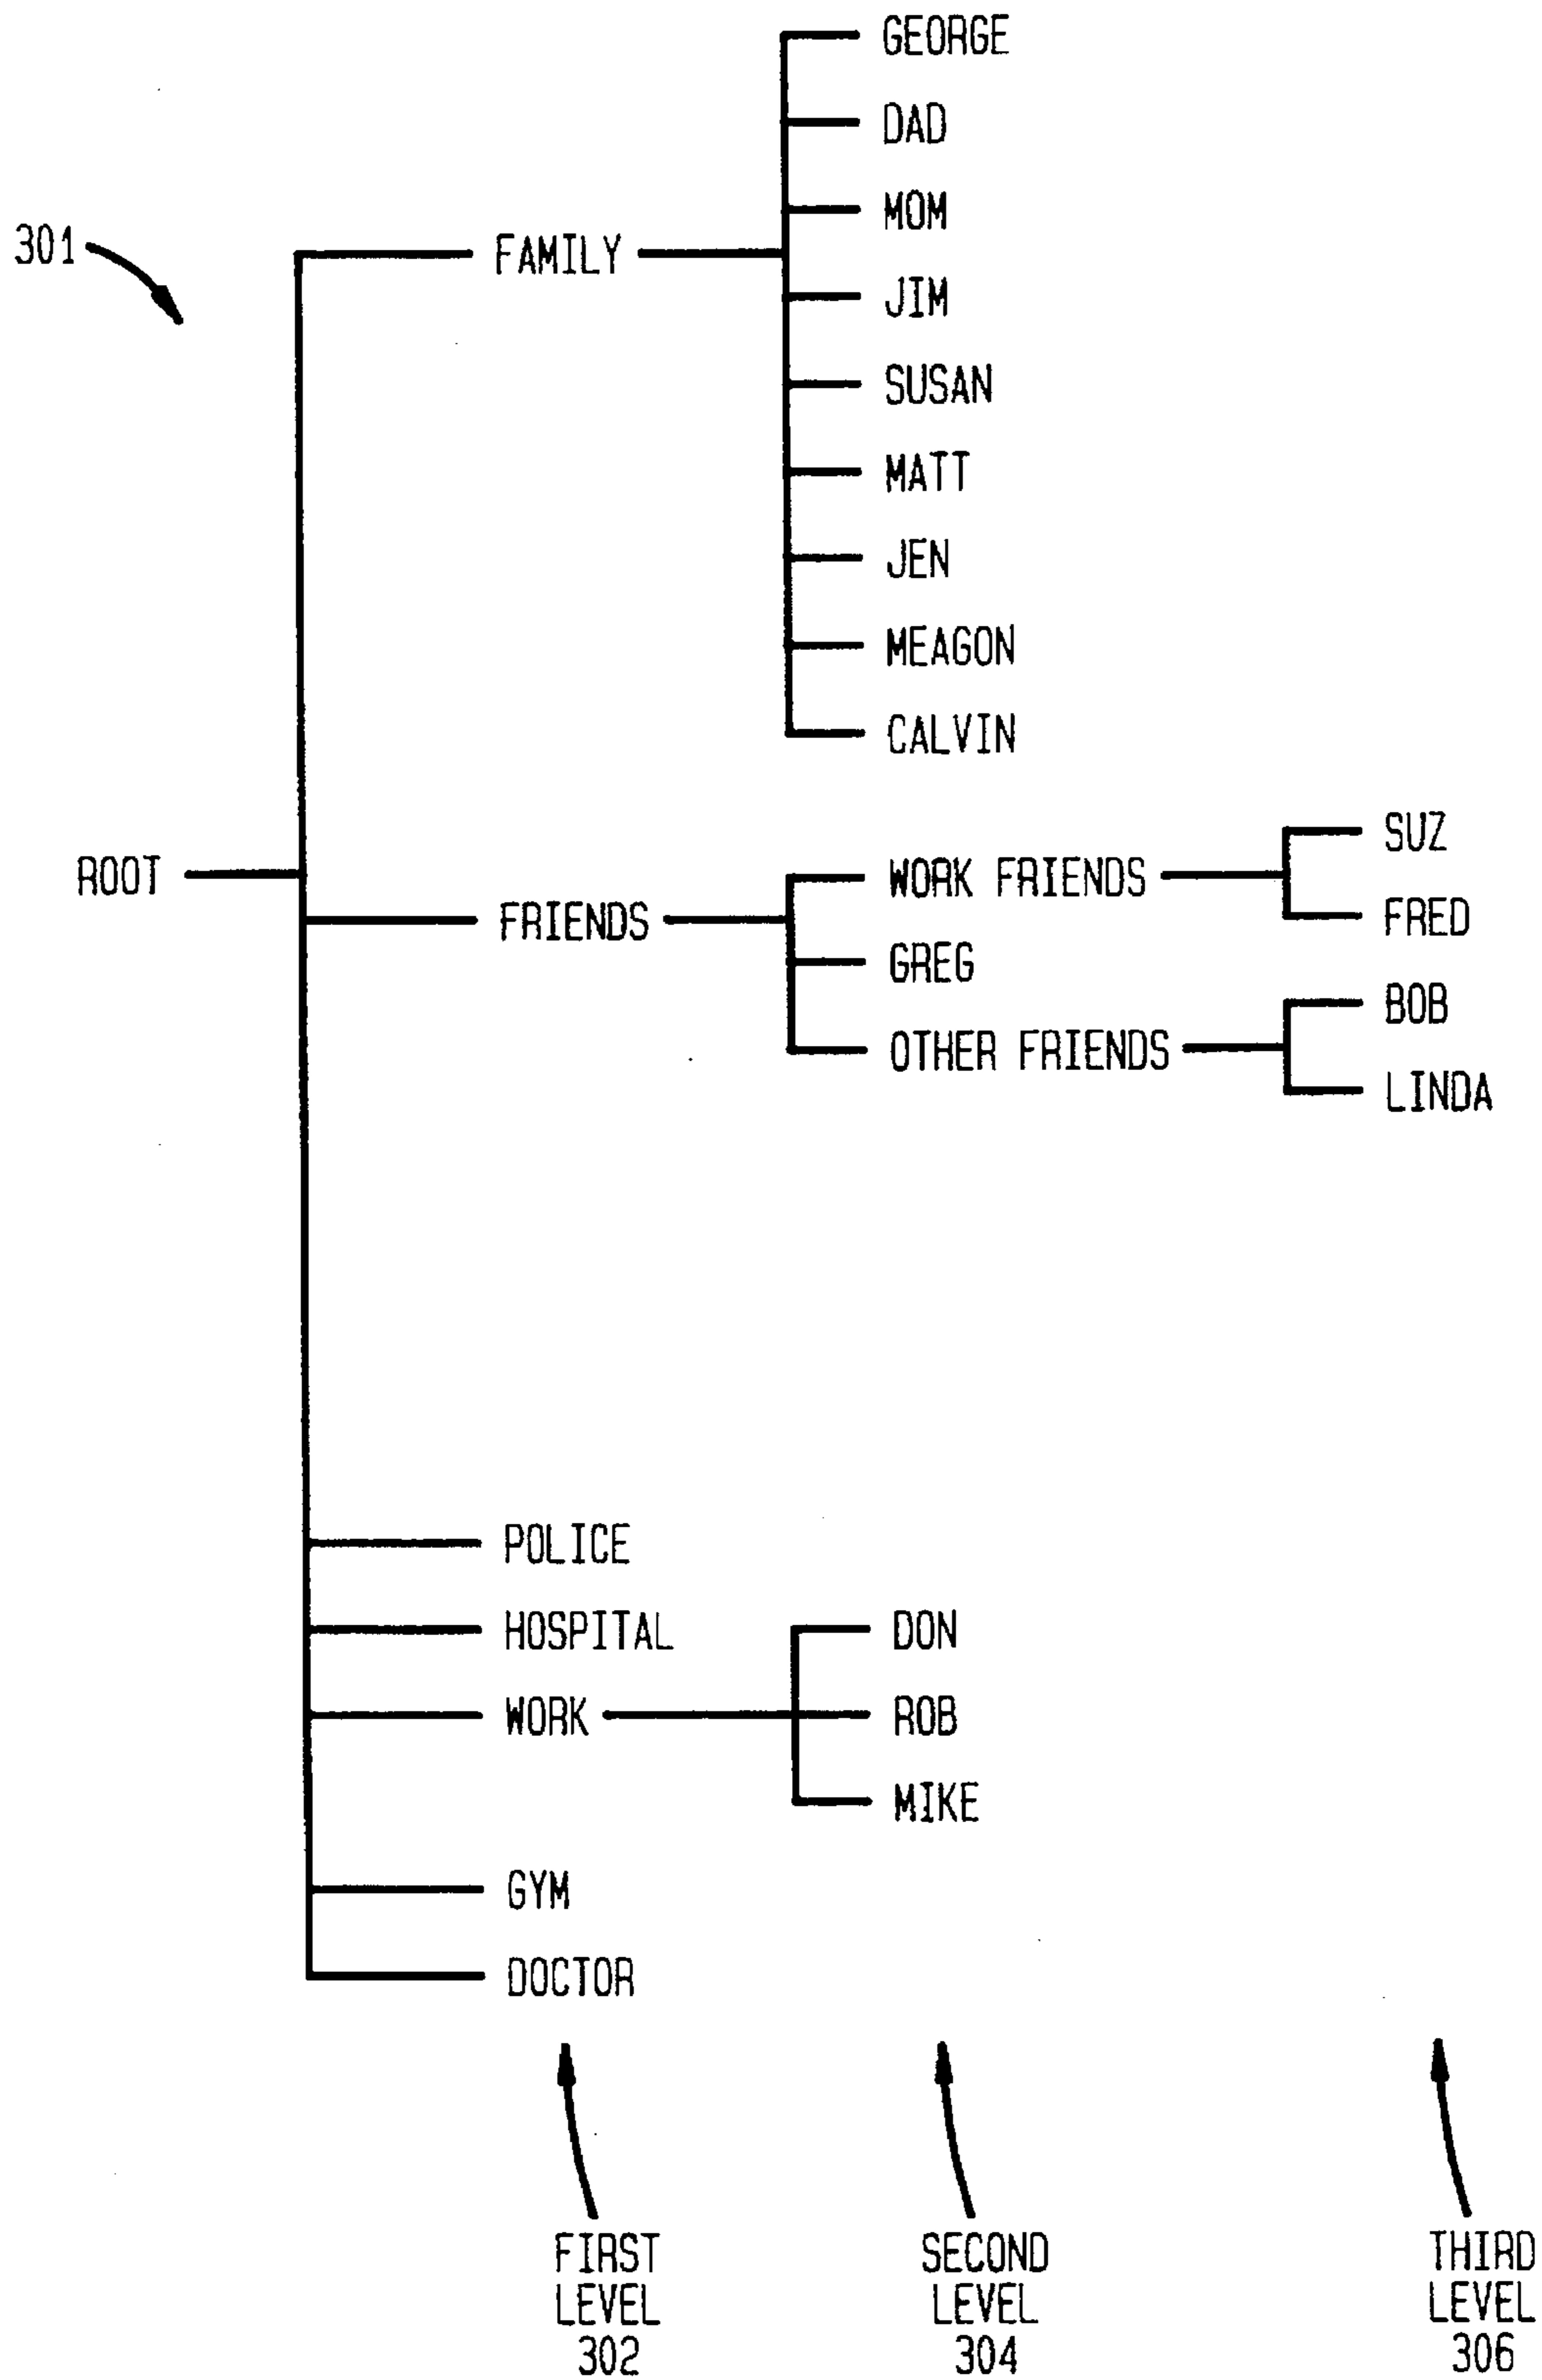 GEORGE
DAD
MOM
301
FAMILY
JIM
SUSAN
MATT
JEN
MEAGON
CALVIN
SUZ
ROOT
WORK FRIENDS
FRIENDS
FRED
GREG
BOB
OTHER FRIENDS
LINDA
POLICE
HOSPITAL
DON
WORK
ROB
MIKE
GYM
DOCTOR
FIRST
LEVEL
302
SECOND
LEVEL
304
THIRD
LEVEL
306